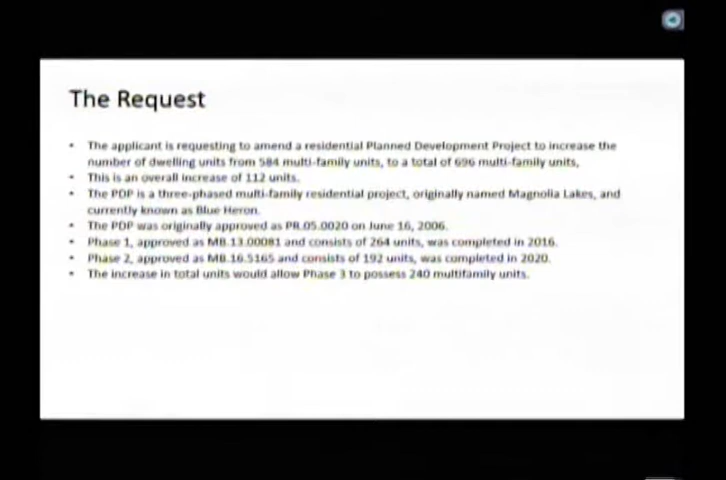 The Request
• The applicant is requesting to amend a residential Planned Development Project to increase the
number of dwelling units from 584 multi-family units, to a total of 696 multi-family units,
• This is an overall increase of 112 units.
• The PDP is a three-phased multi-family residential project, originally named Magnolia Lakes, and
currently known as Blue Heron.
• The PDP was originally approved as PR.05.0020 on June 16, 2006.
• Phase 1, approved as MB.13.00081 and consists of 264 units, was completed in 2016.
• Phase 2, approved as MB.16.5165 and consists of 192 units, was completed in 2020.
• The increase in total units would allow Phase 3 to possess 240 multifamily units.